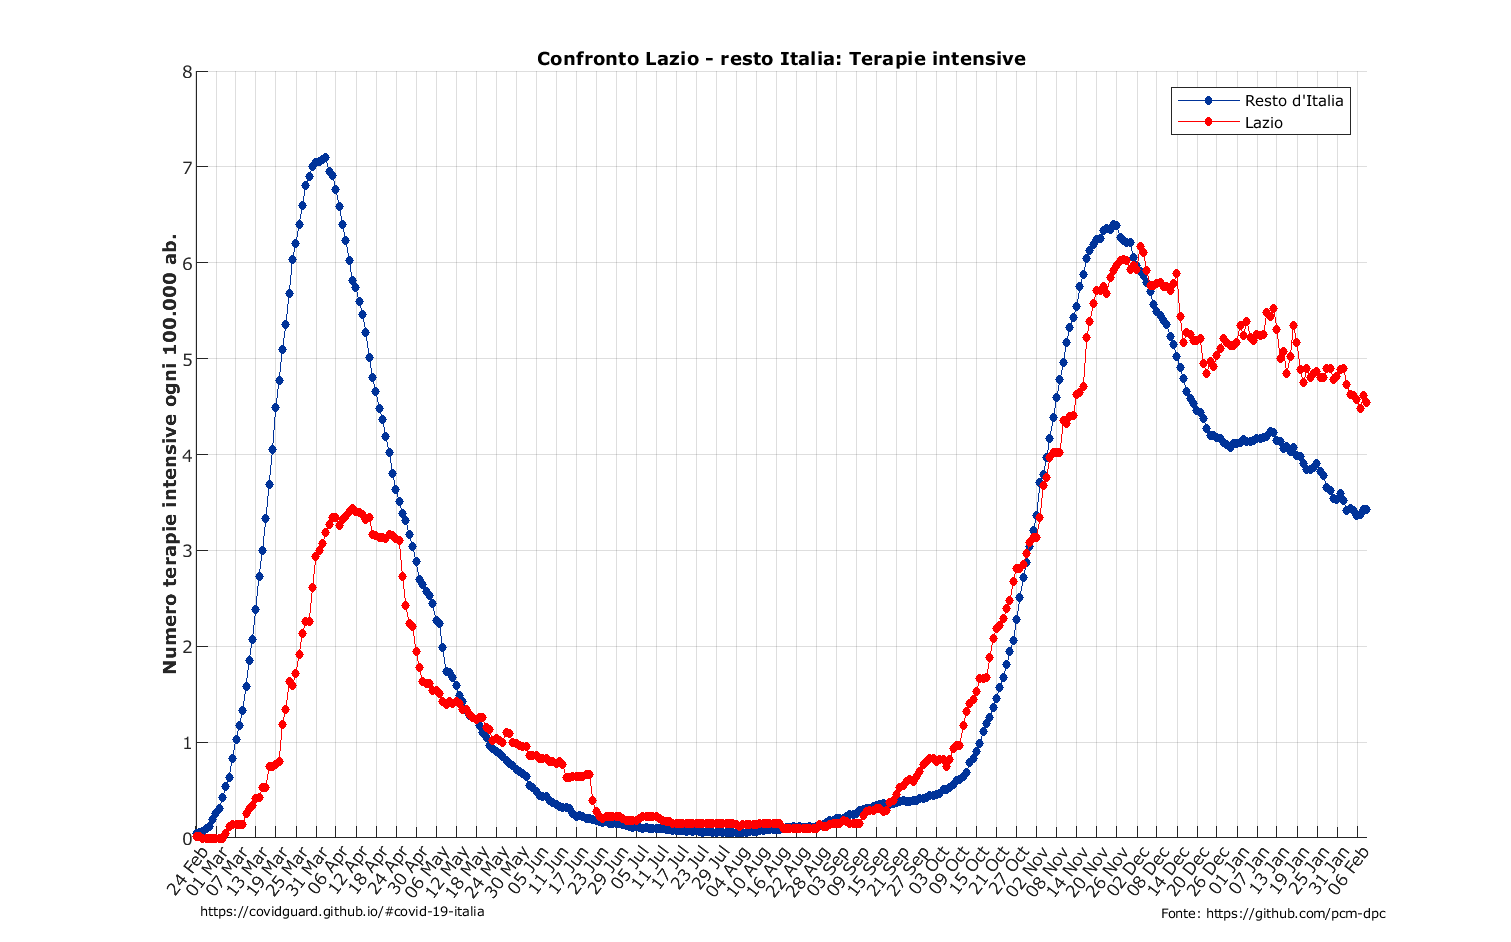 Confronto Lazio - resto Italia: Terapie intensive
Numero terapie intensive ogni 100.000 ab.
8
7
6
5
4
3
2
1
0
Resto d'Italia
Lazio
24 Feb
01 Mar
07 Mar
13 Mar
19 Mar
25 Mar
31 Mar
06 Apr
12 Apr
18 Apr
24 Apr
30 Apr
06 May
12 May
18 May
24 May
30 May
05 Jun
11 Jun
17 Jun
23 Jun
29 Jun
05 Jul
11 Jul
17 Jul
23 Jul
29 Jul
04 Aug
10 Aug
16 Aug
22 Aug
28 Aug
03 Sep
09 Sep
15 Sep
21 Sep
27 Sep
03 Oct
09 Oct
15 Oct
21 Oct
27 Oct
02 Nov
08 Nov
14 Nov
20 Nov
26 Nov
02 Dec
08 Dec
14 Dec
20 Dec
26 Dec
01 Jan
07 Jan
13 Jan
19 Jan
25 Jan
31 Jan
06 Feb
https://covidguard.github.io/#covid-19-italia
Fonte: https://github.com/pcm-dpc